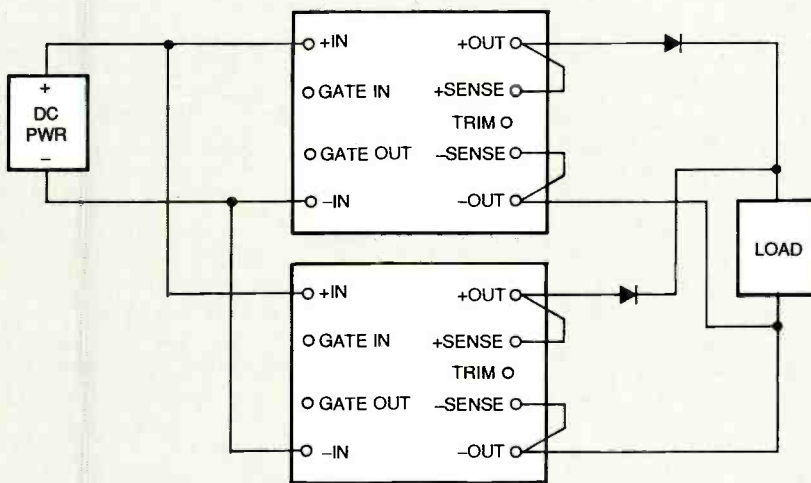 +
DC
PWR
−
+IN
GATE IN
GATE OUT
−IN
+OUT
+SENSE
TRIM
−SENSE
−OUT
+IN
GATE IN
GATE OUT
−IN
+OUT
+SENSE
TRIM
−SENSE
−OUT
LOAD